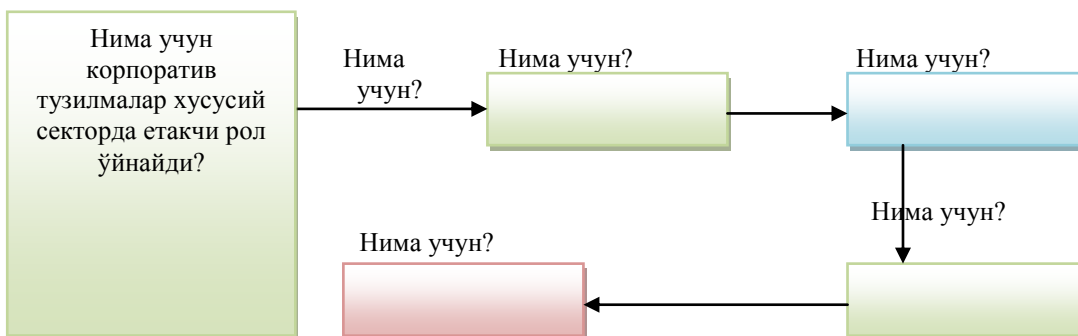 Нима учун
корпоратив
тузилмалар хусусий
секторда етакчи рол
ўйнайди?
Нима
учун?
Нима учун?
Нима учун?
Нима учун?
Нима учун?